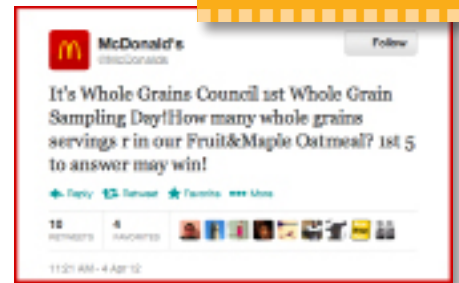 McDonald's
@McDonalds
Follow
It's Whole Grains Council 1st Whole Grain
Sampling Day!How many whole grains
servings r in our Fruit&Maple Oatmeal? 1st 5
to answer may win!
Reply Retweet Favorite More
10 4
RETWEETS FAVORITES
11:21 AM - 4 Apr 12